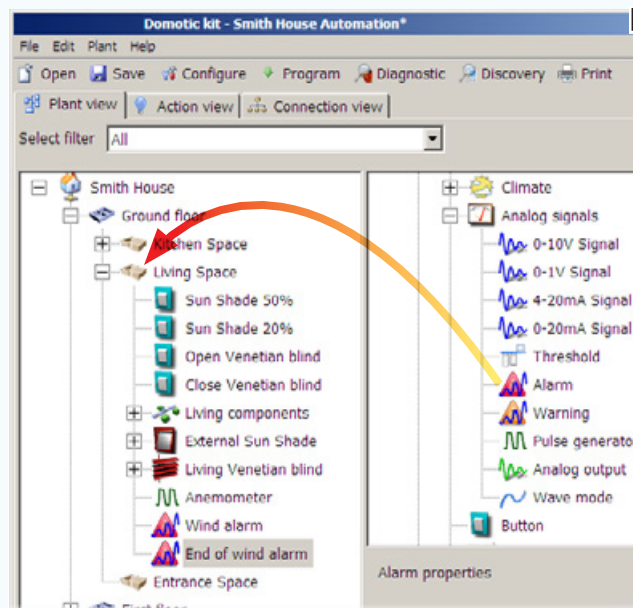 Domotic kit - Smith House Automation*
File Edit Plant Help
Open Save Configure Program Diagnostic Discovery Print
Plant view Action view Connection view
Select filter All
Smith House
Ground floor
Kitchen Space
Living Space
Sun Shade 50%
Sun Shade 20%
Open Venetian blind
Close Venetian blind
Living components
External Sun Shade
Living Venetian blind
Anemometer
Wind alarm
End of wind alarm
Entrance Space
First floor
Climate
Analog signals
0-10V Signal
0-1V Signal
4-20mA Signal
0-20mA Signal
Threshold
Alarm
Warning
Pulse generato
Analog output
Wave mode
Button
Alarm properties